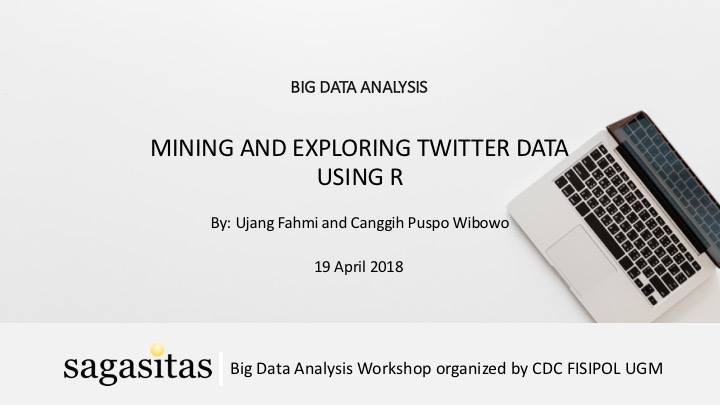 BIG DATA ANALYSIS
MINING AND EXPLORING TWITTER DATA
USING R
By: Ujang Fahmi and Canggih Puspo Wibowo
19 April 2018
sagasitas
Big Data Analysis Workshop organized by CDC FISIPOL UGM